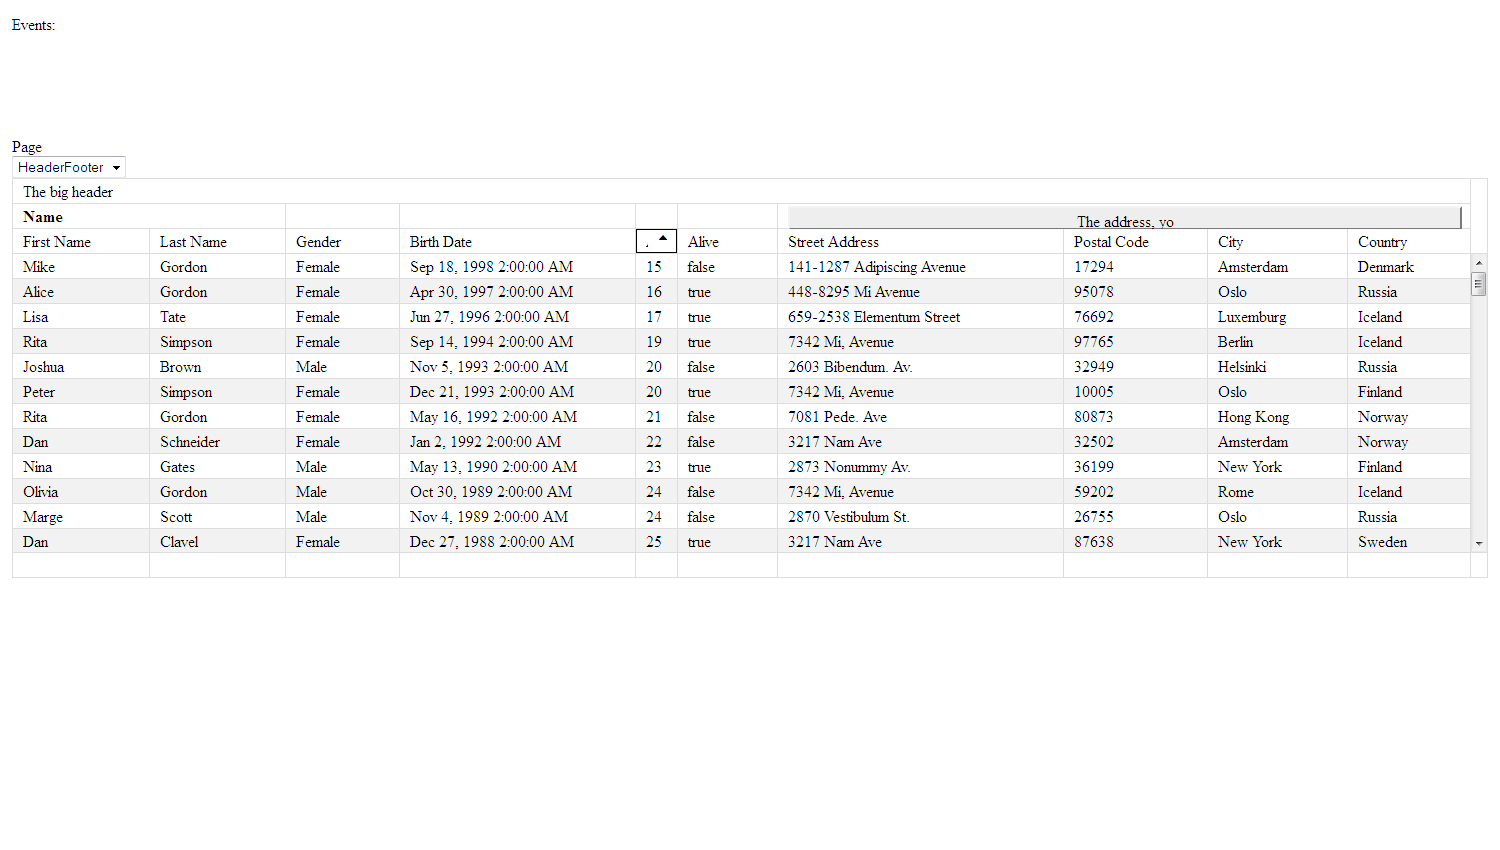 Events:
Page
HeaderFooter
The big header
Name The address, yo
First Name Last Name Gender Birth Date Alive Street Address Postal Code City Country
Mike Gordon Female Sep 18, 1998 2:00:00 AM 15 false 141-1287 Adipiscing Avenue 17294 Amsterdam Denmark
Alice Gordon Female Apr 30, 1997 2:00:00 AM 16 true 448-8295 Mi Avenue 95078 Oslo Russia
Lisa Tate Female Jun 27, 1996 2:00:00 AM 17 true 659-2538 Elementum Street 76692 Luxemburg Iceland
Rita Simpson Female Sep 14, 1994 2:00:00 AM 19 true 7342 Mi, Avenue 97765 Berlin Iceland
Joshua Brown Male Nov 5, 1993 2:00:00 AM 20 false 2603 Bibendum. Av. 32949 Helsinki Russia
Peter Simpson Female Dec 21, 1993 2:00:00 AM 20 true 7342 Mi, Avenue 10005 Oslo Finland
Rita Gordon Female May 16, 1992 2:00:00 AM 21 false 7081 Pede. Ave 80873 Hong Kong Norway
Dan Schneider Female Jan 2, 1992 2:00:00 AM 22 false 3217 Nam Ave 32502 Amsterdam Norway
Nina Gates Male May 13, 1990 2:00:00 AM 23 true 2873 Nonummy Av. 36199 New York Finland
Olivia Gordon Male Oct 30, 1989 2:00:00 AM 24 false 7342 Mi, Avenue 59202 Rome Iceland
Marge Scott Male Nov 4, 1989 2:00:00 AM 24 false 2870 Vestibulum St. 26755 Oslo Russia
Dan Clavel Female Dec 27, 1988 2:00:00 AM 25 true 3217 Nam Ave 87638 New York Sweden